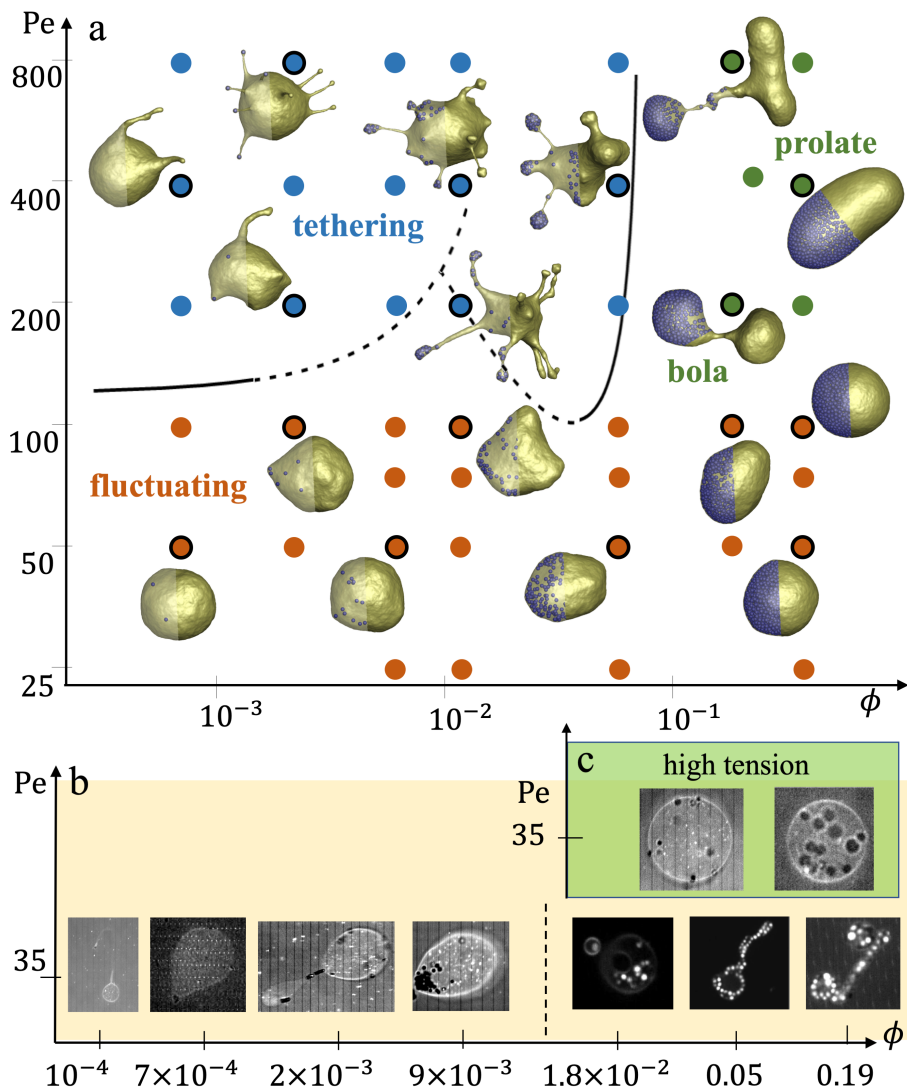 Pe
a
800
prolate
400
tethering
200
bola
100
fluctuating
50
25
10⁻³
10⁻²
10⁻¹
ϕ
b
c
high tension
Pe
Pe
35
35
ϕ
10⁻⁴
7×10⁻⁴
2×10⁻³
9×10⁻³
1.8×10⁻²
0.05
0.19